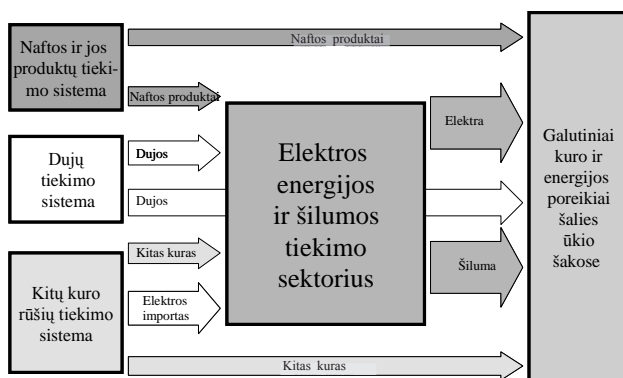 Naftos ir jos
produktų tieki-
mo sistema
Naftos produktai
Naftos produktai
Dujų
tiekimo
sistema
Dujos
Dujos
Kitų kuro
rūšių tiekimo
sistema
Kitas kuras
Elektros
importas
Kitas kuras
Elektros
energijos
ir šilumos
tiekimo
sektorius
Elektra
Šiluma
Galutiniai
kuro ir
energijos
poreikiai
šalies
ūkio
šakose